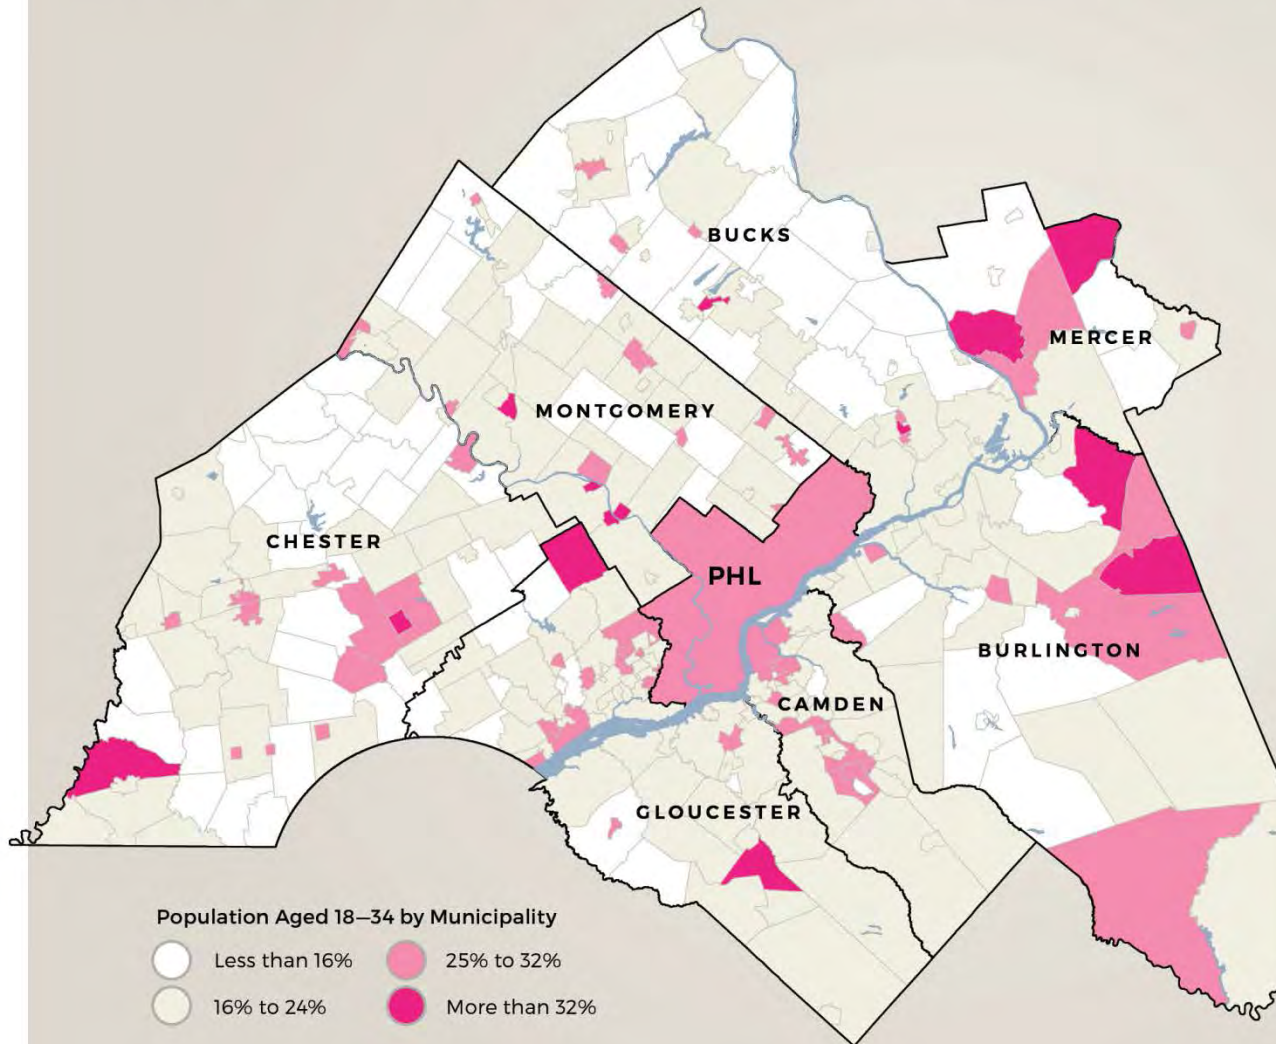 BUCKS
MERCER
MONTGOMERY
CHESTER
PHL
BURLINGTON
CAMDEN
GLOUCESTER
Population Aged 18—34 by Municipality
Less than 16%
25% to 32%
16% to 24%
More than 32%